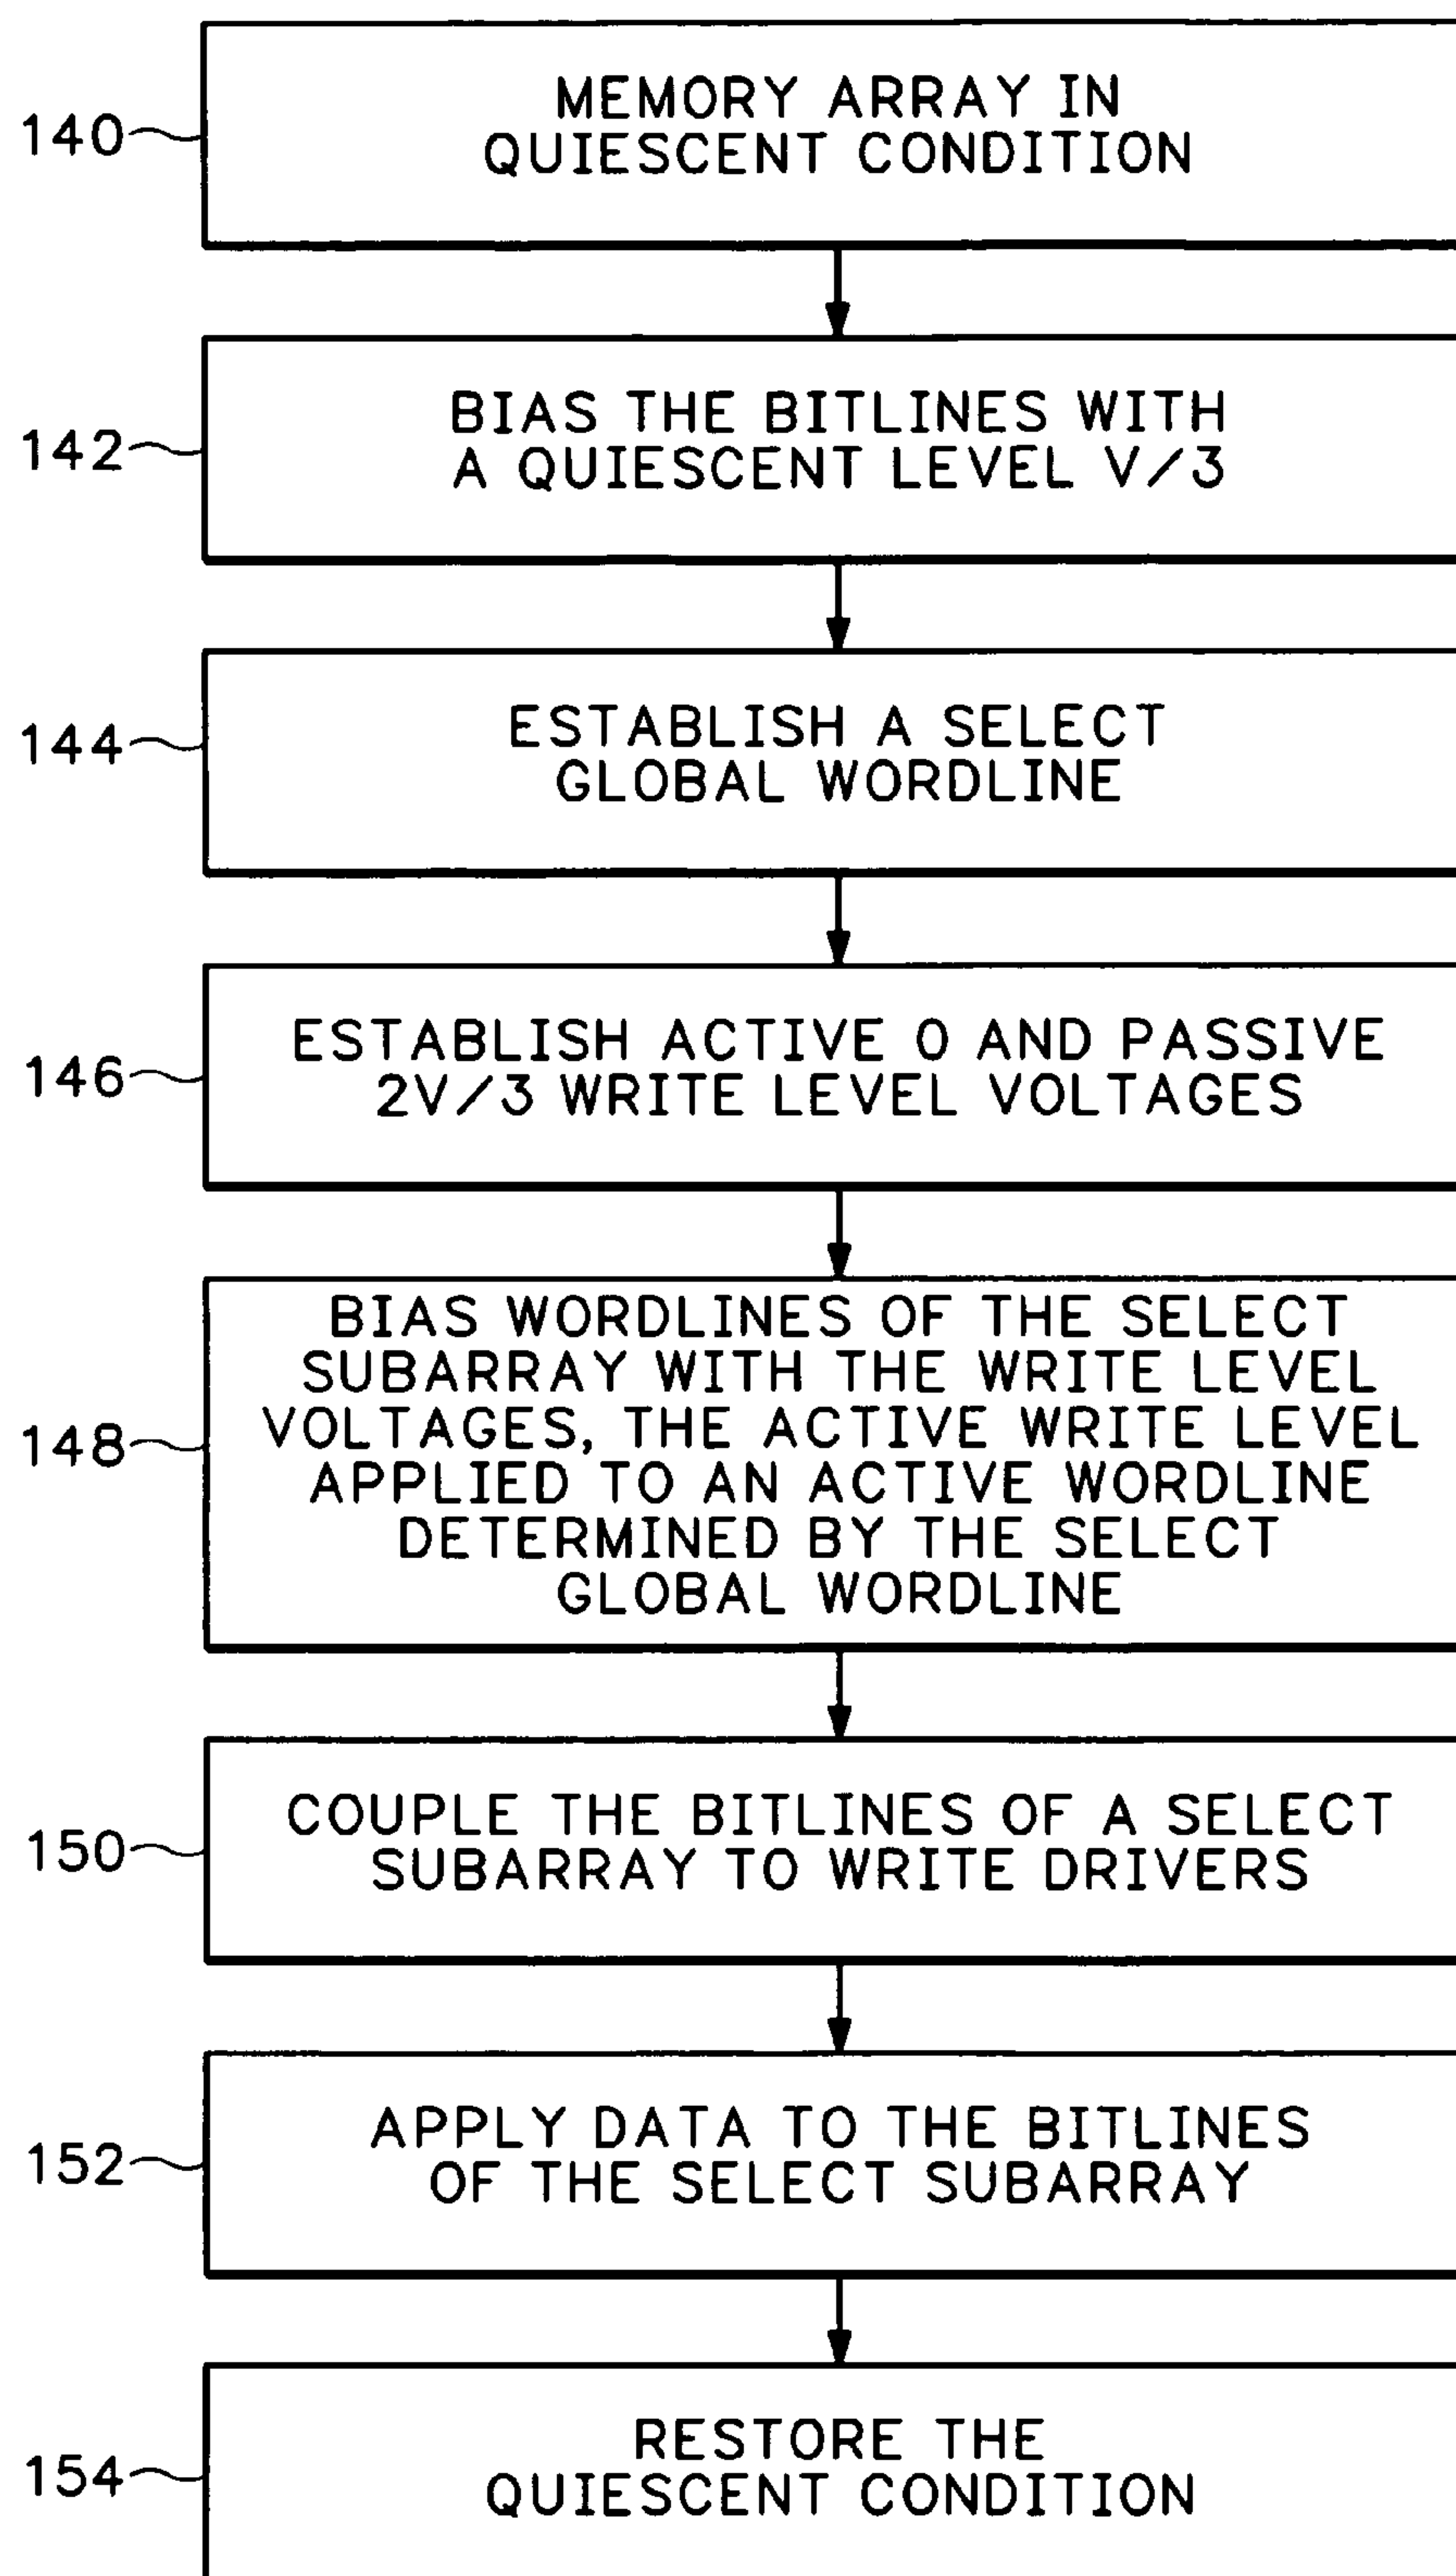 140
MEMORY ARRAY IN
QUIESCENT CONDITION
142
BIAS THE BITLINES WITH
A QUIESCENT LEVEL V/3
144
ESTABLISH A SELECT
GLOBAL WORDLINE
146
ESTABLISH ACTIVE 0 AND PASSIVE
2V/3 WRITE LEVEL VOLTAGES
148
BIAS WORDLINES OF THE SELECT
SUBARRAY WITH THE WRITE LEVEL
VOLTAGES, THE ACTIVE WRITE LEVEL
APPLIED TO AN ACTIVE WORDLINE
DETERMINED BY THE SELECT
GLOBAL WORDLINE
150
COUPLE THE BITLINES OF A SELECT
SUBARRAY TO WRITE DRIVERS
152
APPLY DATA TO THE BITLINES
OF THE SELECT SUBARRAY
154
RESTORE THE
QUIESCENT CONDITION